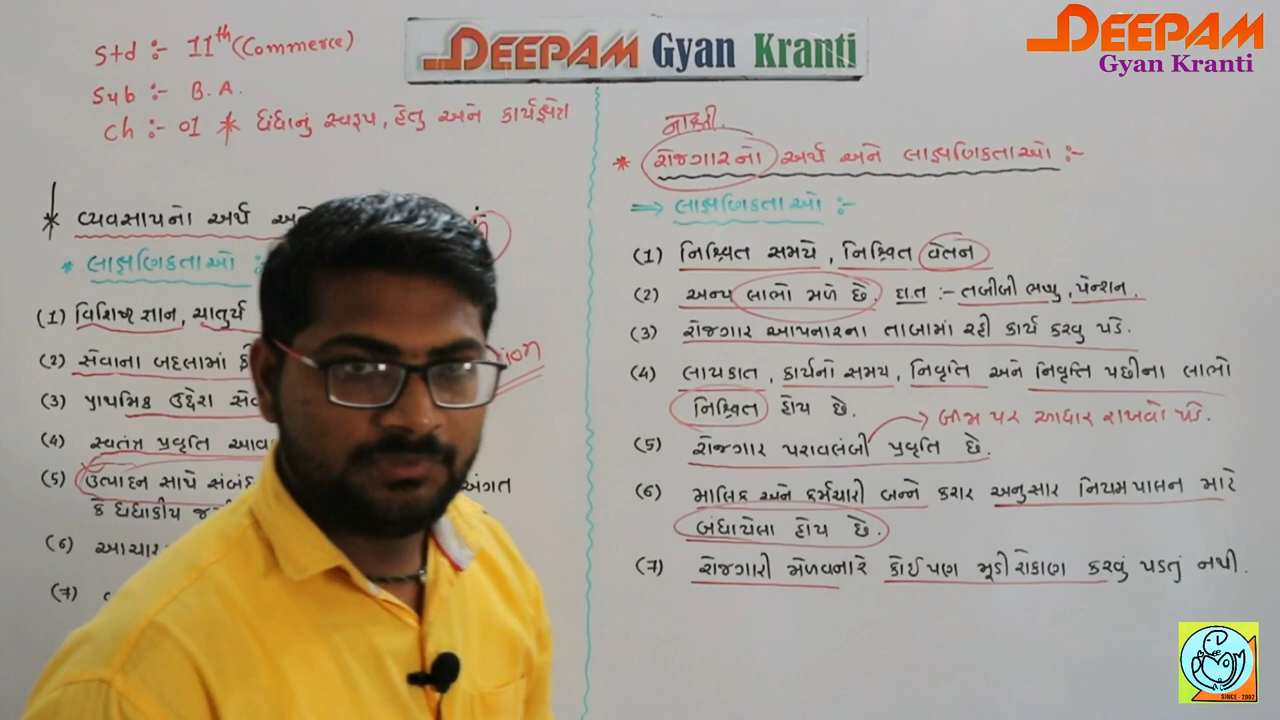 DEEPAM Gyan Kranti
DEEPAM
Gyan Kranti
Std :- 11th (Commerce)
Sub :- B.A.
Ch :- 01 * ધંધાનું સ્વરૂપ, હેતુ અને કાર્યક્ષેત્ર
* વ્યવસાયનો અર્થ અને
* લાક્ષણિકતાઓ :
(1) વિશિષ્ટ જ્ઞાન, ચાતુર્ય
(2) સેવાના બદલામાં ફી
(3) પ્રાથમિક ઉદ્દેશ સેવ
(4) સ્વતંત્ર પ્રવૃતિ આવ
(5) ઉત્પાદન સાથે સંબંધ અંગત
કે ધંધાકીય જ
(6) આચાર
(7)
નોકરી
* રોજગારનો અર્થ અને લાક્ષણિકતાઓ :-
⇒ લાક્ષણિકતાઓ :-
(1) નિશ્ચિત સમયે, નિશ્ચિત વેતન
(2) અન્ય લાભો મળે છે. દા.ત :- તબીબી ભથ્થુ, પેન્શન.
(3) રોજગાર આપનારના તાબામાં રહી કાર્ય કરવુ પડે.
(4) લાયકાત, કાર્યનો સમય, નિવૃતિ અને નિવૃત્તિ પછીના લાભો
નિશ્ચિત હોય છે.
→ બીજા પર આધાર રાખવો પડે.
(5) રોજગાર પરાવલંબી પ્રવૃતિ છે.
(6) માલિક અને કર્મચારી બન્ને કરાર અનુસાર નિયમપાલન માટે
બંધાયેલા હોય છે.
(7) રોજગારી મેળવનારે કોઈપણ મૂડીરોકાણ કરવું પડતું નથી.
SINCE - 2002